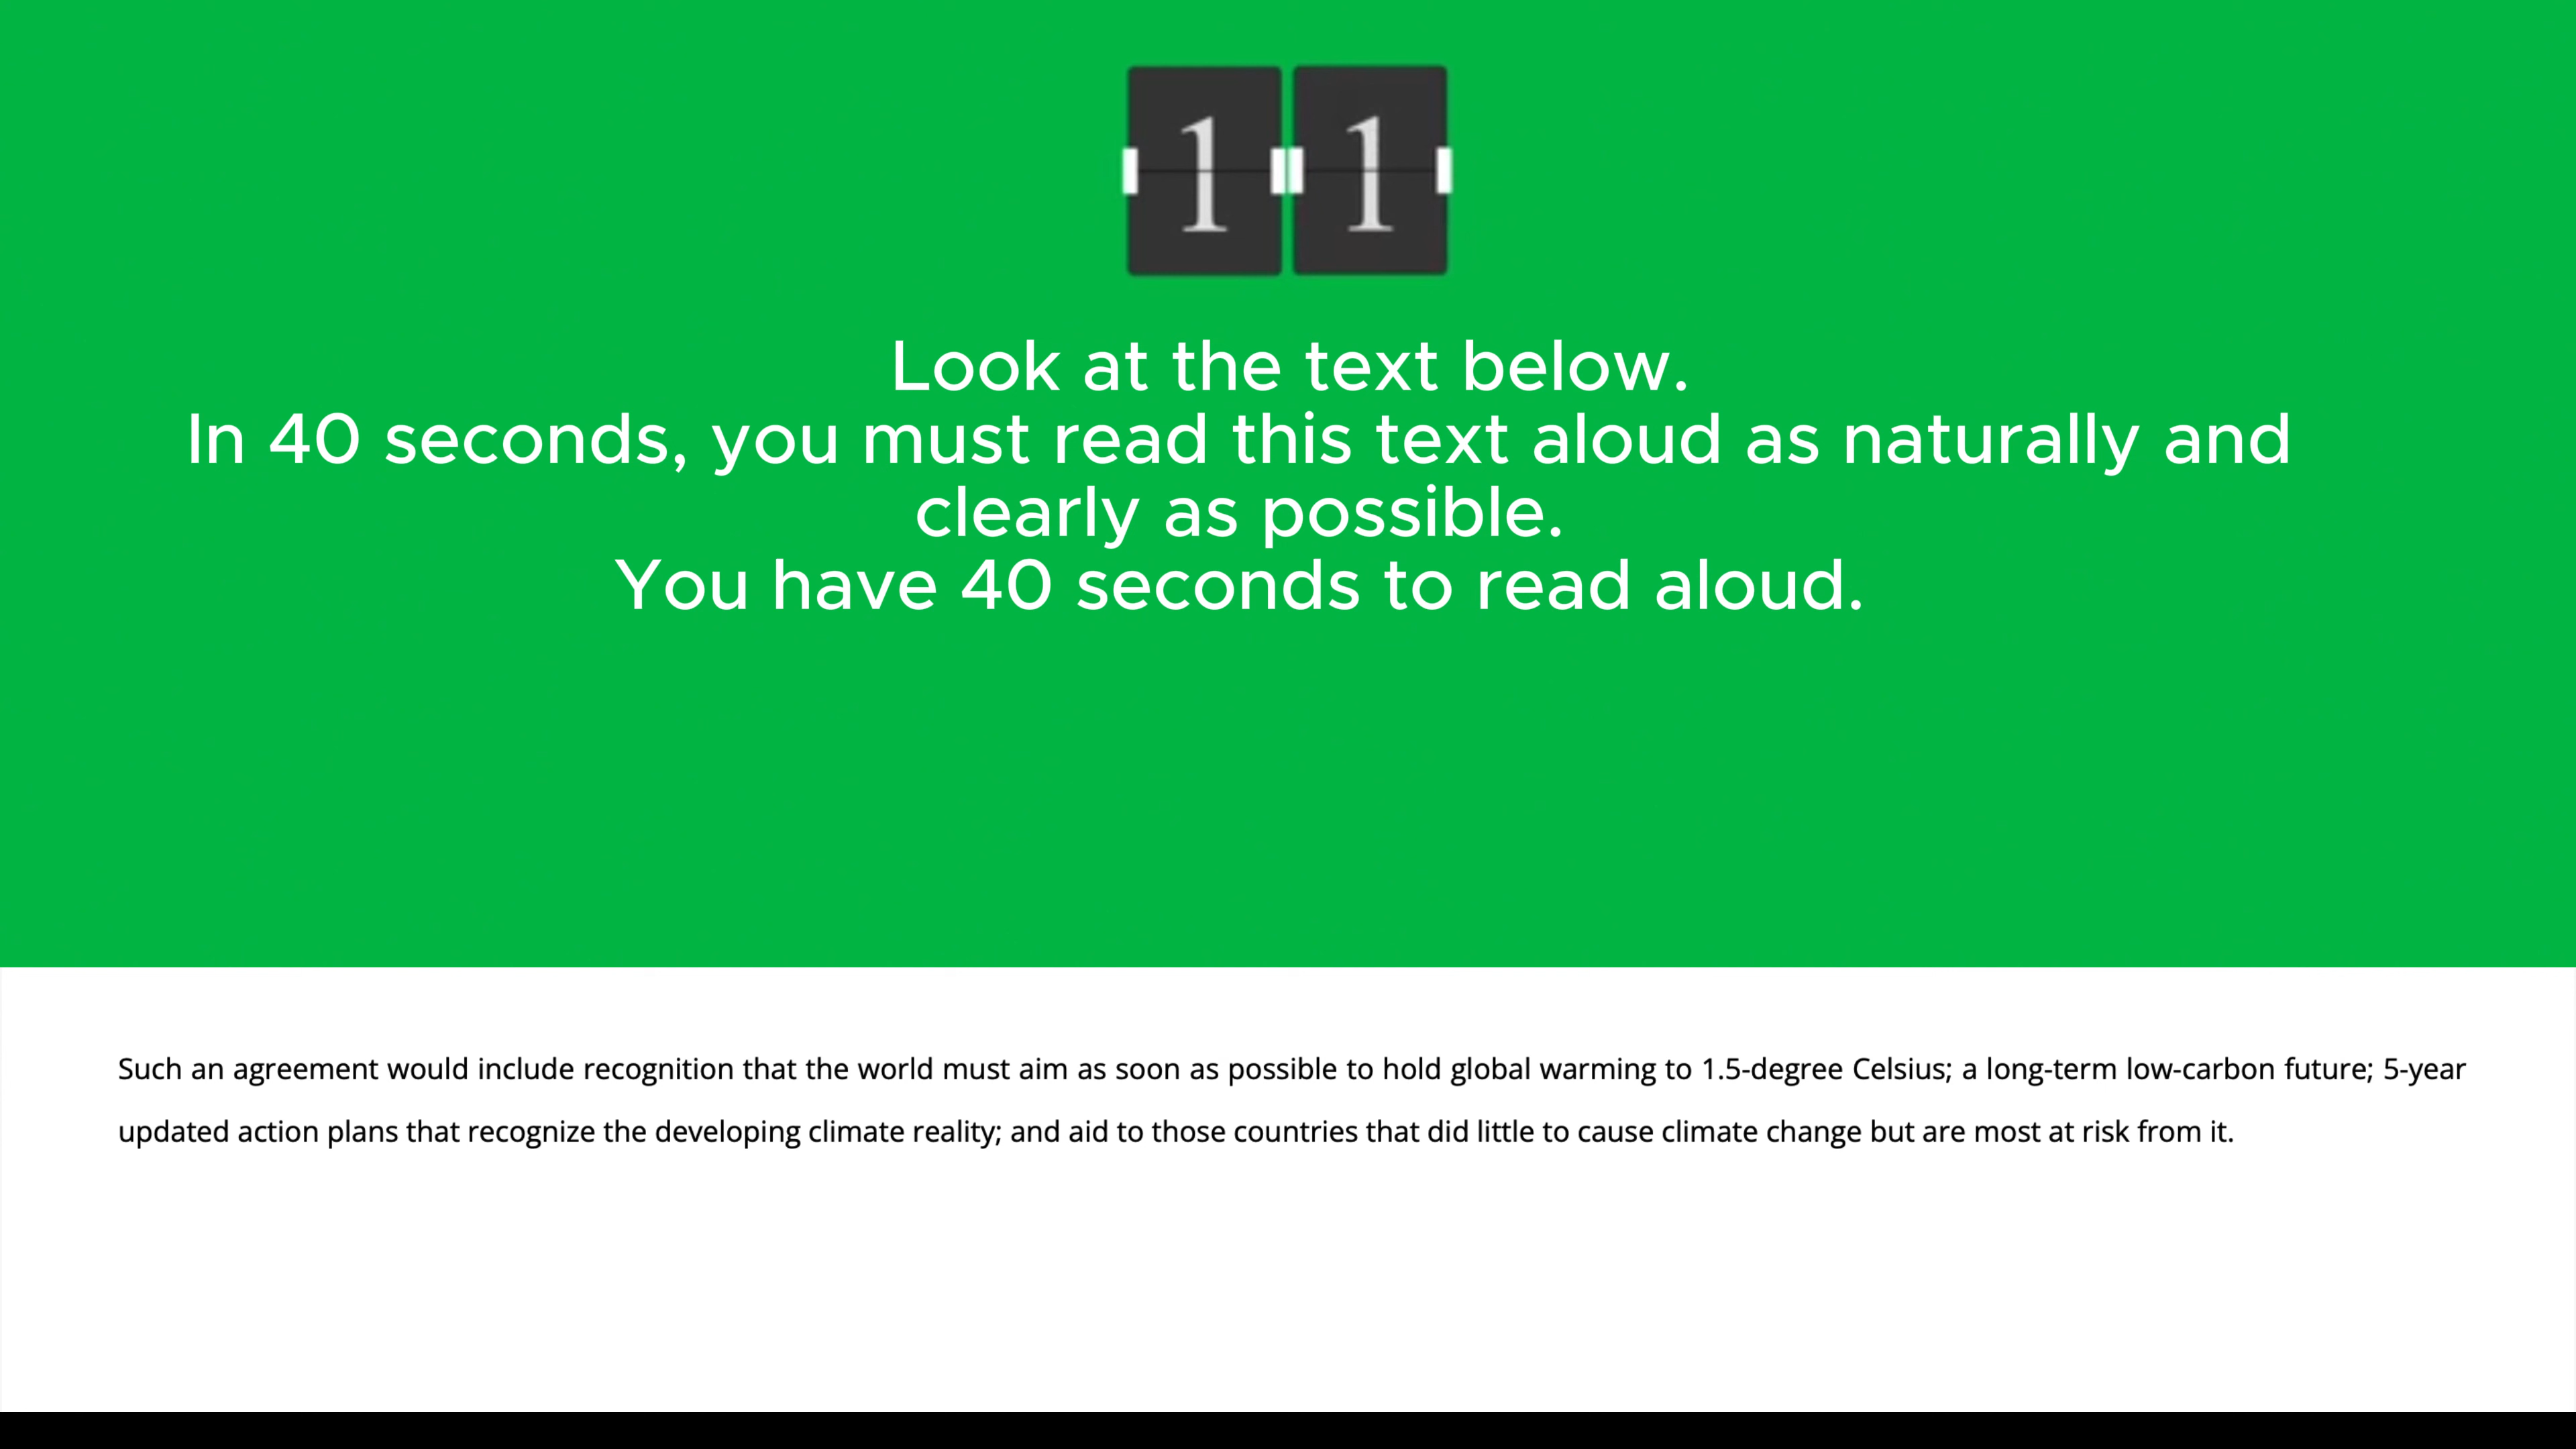 11
Look at the text below.
In 40 seconds, you must read this text aloud as naturally and
clearly as possible.
You have 40 seconds to read aloud.
Such an agreement would include recognition that the world must aim as soon as possible to hold global warming to 1.5-degree Celsius; a long-term low-carbon future; 5-year
updated action plans that recognize the developing climate reality; and aid to those countries that did little to cause climate change but are most at risk from it.